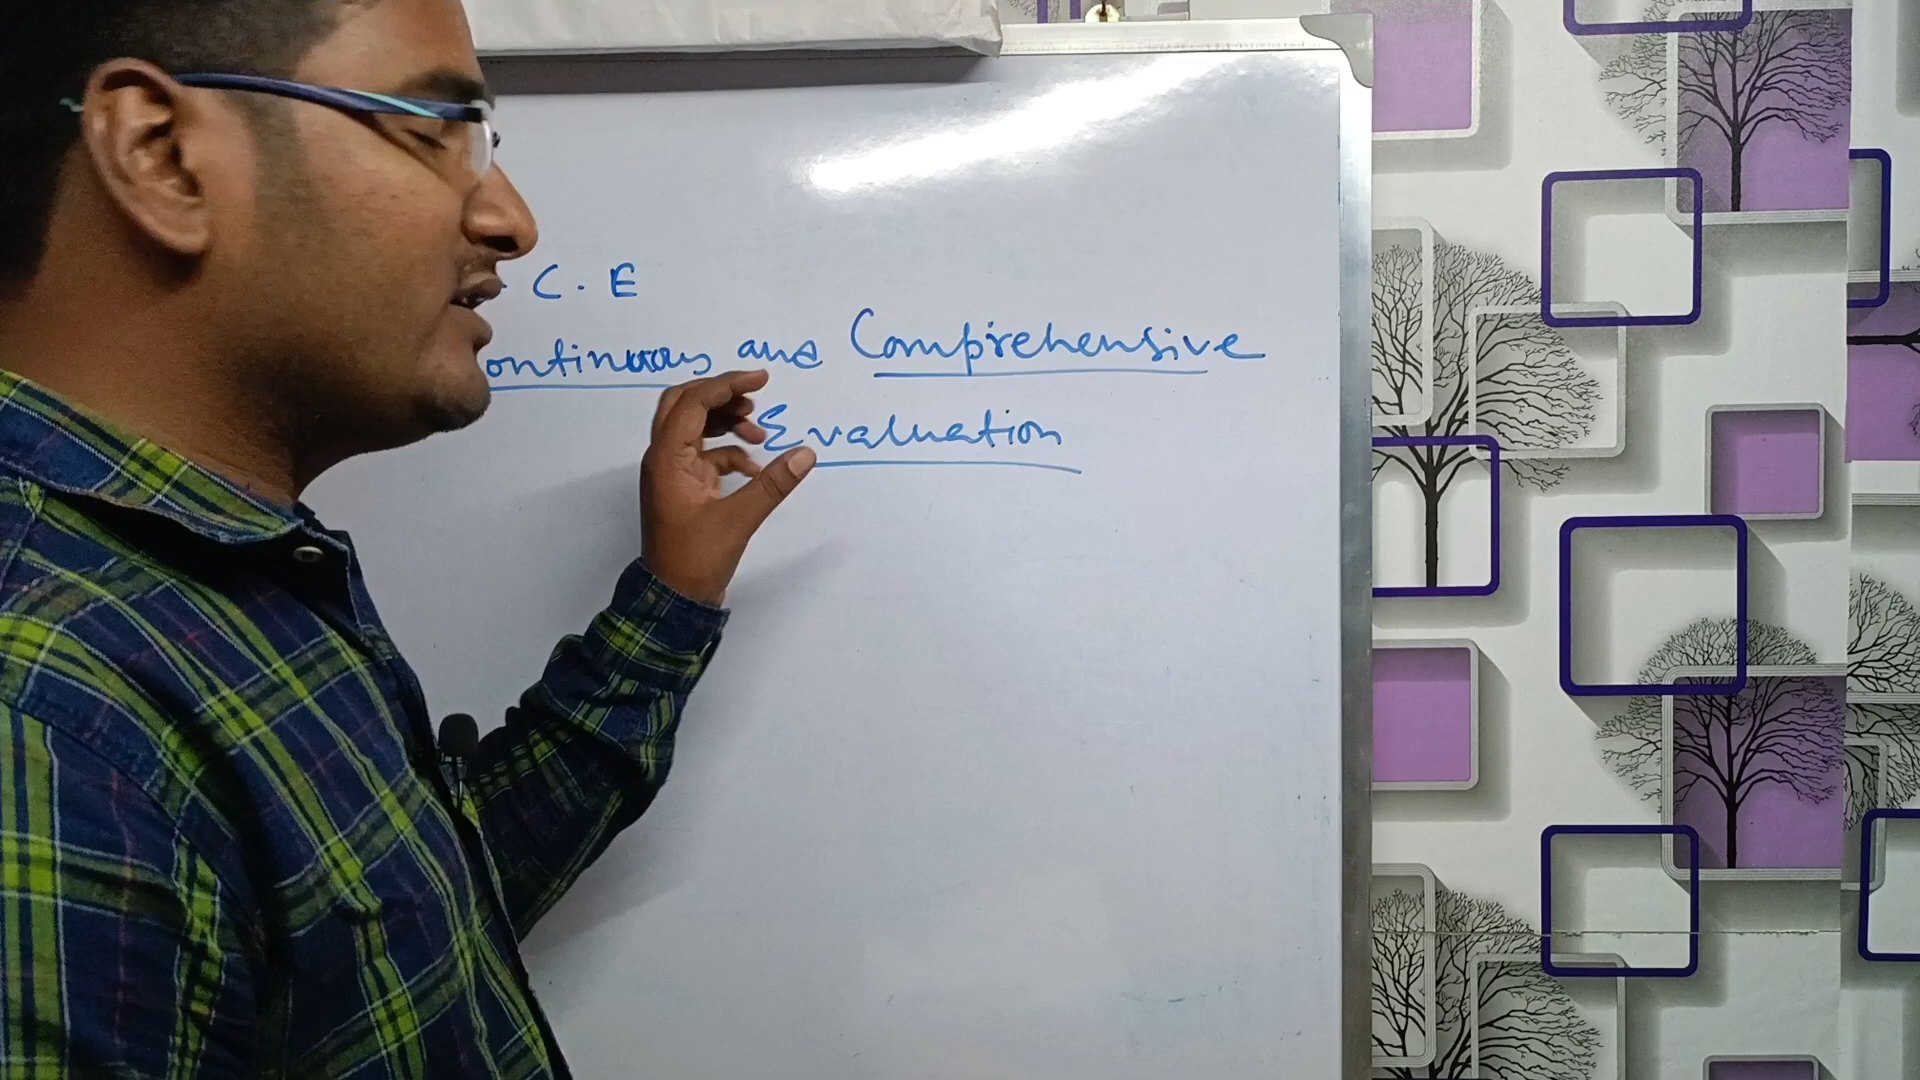 . C. E
ontinuous and Comprehensive
Evaluation